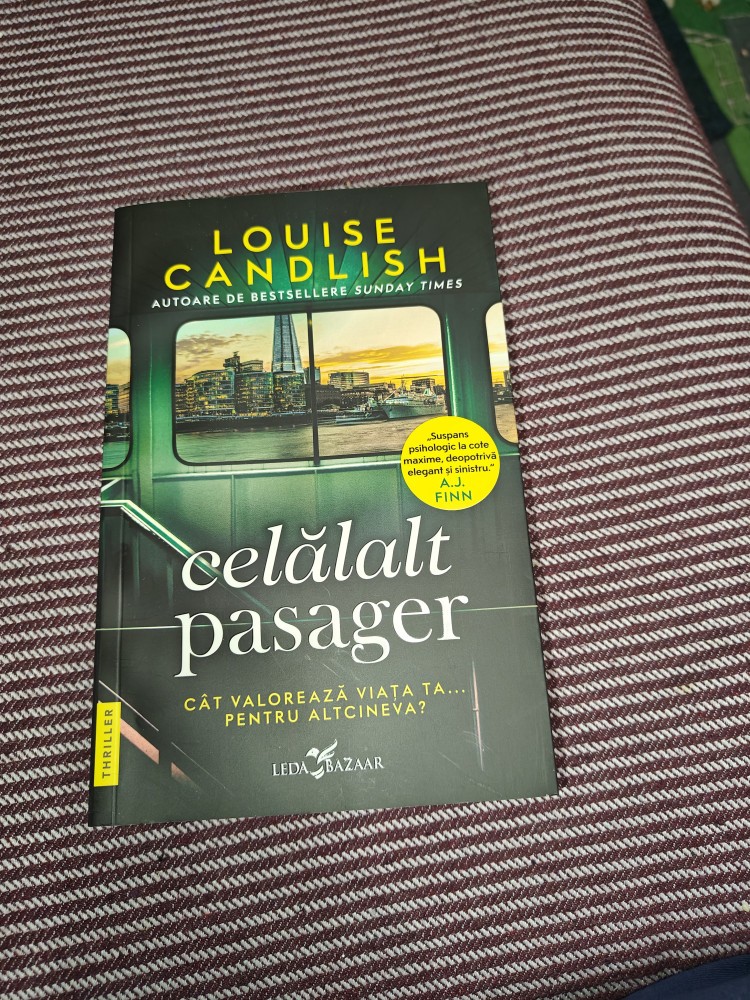 LOUISE
CANDLISH
AUTOARE DE BESTSELLERE SUNDAY TIMES
„Suspans
psihologic la cote
maxime, deopotrivă
elegant și sinistru.”
A.J.
FINN
celălalt
pasager
CÂT VALOREAZĂ VIAȚA TA...
PENTRU ALTCINEVA?
THRILLER
LEDA BAZAAR